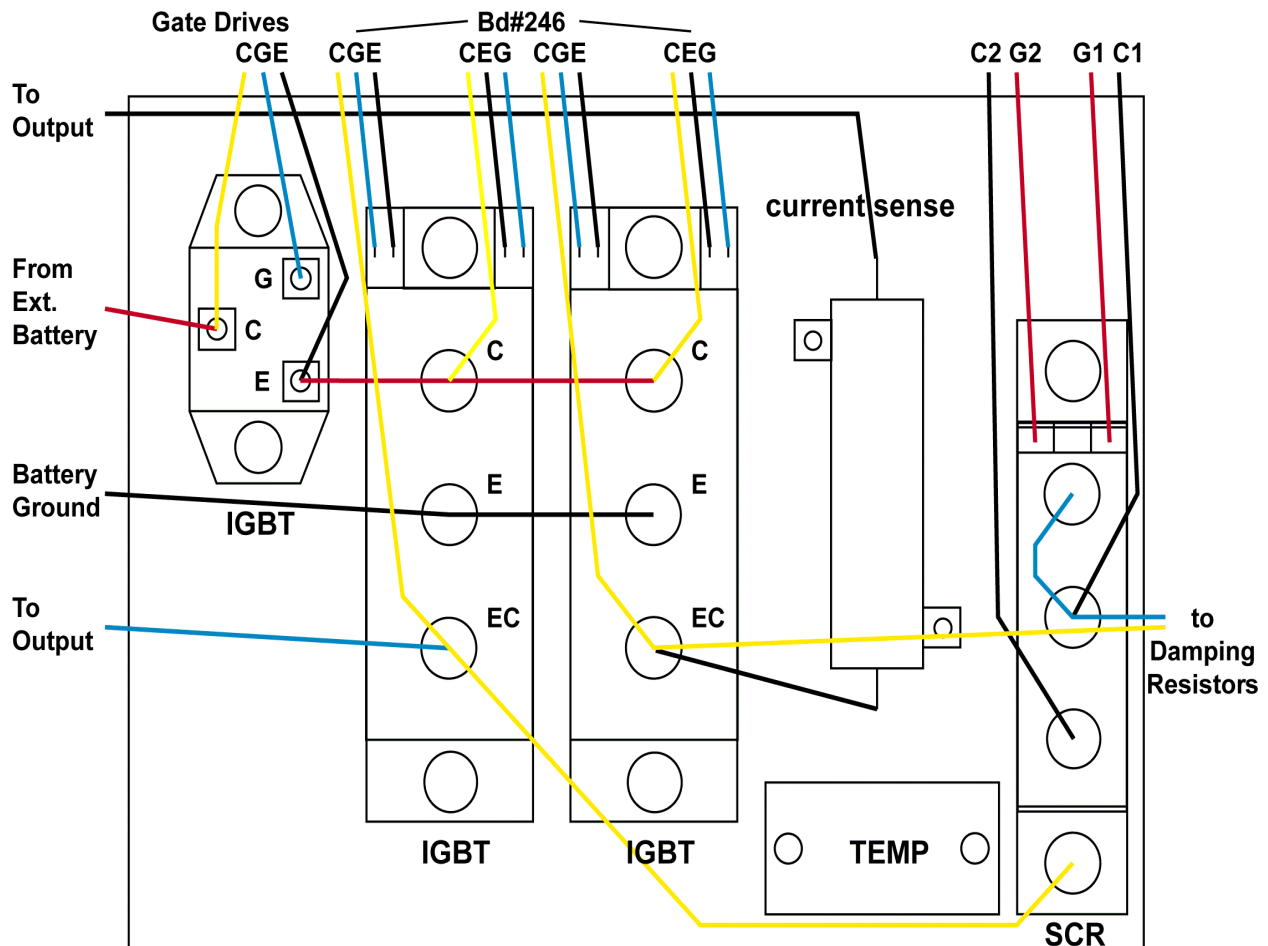 Gate Drives
Bd#246
CGE
CGE
CEG
CGE
CEG
C2 G2
G1 C1
To
Output
current sense
From
Ext.
Battery
G
C
E
C
C
Battery
Ground
IGBT
E
E
To
Output
EC
EC
to
Damping
Resistors
TEMP
IGBT
IGBT
SCR